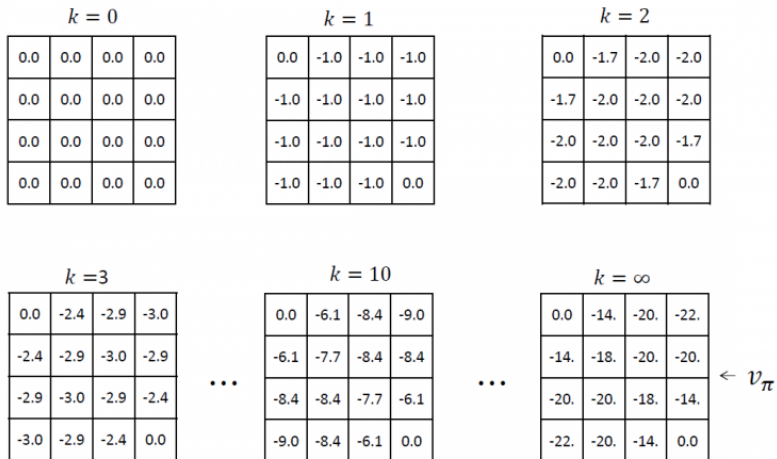 k = 0 k = 1 k = 2
0.0 0.0 0.0 0.0 0.0 -1.0 -1.0 -1.0 0.0 -1.7 -2.0 -2.0
0.0 0.0 0.0 0.0 -1.0 -1.0 -1.0 -1.0 -1.7 -2.0 -2.0 -2.0
0.0 0.0 0.0 0.0 -1.0 -1.0 -1.0 -1.0 -2.0 -2.0 -2.0 -1.7
0.0 0.0 0.0 0.0 -1.0 -1.0 -1.0 0.0 -2.0 -2.0 -1.7 0.0
k =3 k = 10 k = ∞
0.0 -2.4 -2.9 -3.0 0.0 -6.1 -8.4 -9.0 0.0 -14. -20. -22.
-2.4 -2.9 -3.0 -2.9 -6.1 -7.7 -8.4 -8.4 -14. -18. -20. -20.
... ... ← vπ
-2.9 -3.0 -2.9 -2.4 -8.4 -8.4 -7.7 -6.1 -20. -20. -18. -14.
-3.0 -2.9 -2.4 0.0 -9.0 -8.4 -6.1 0.0 -22. -20. -14. 0.0